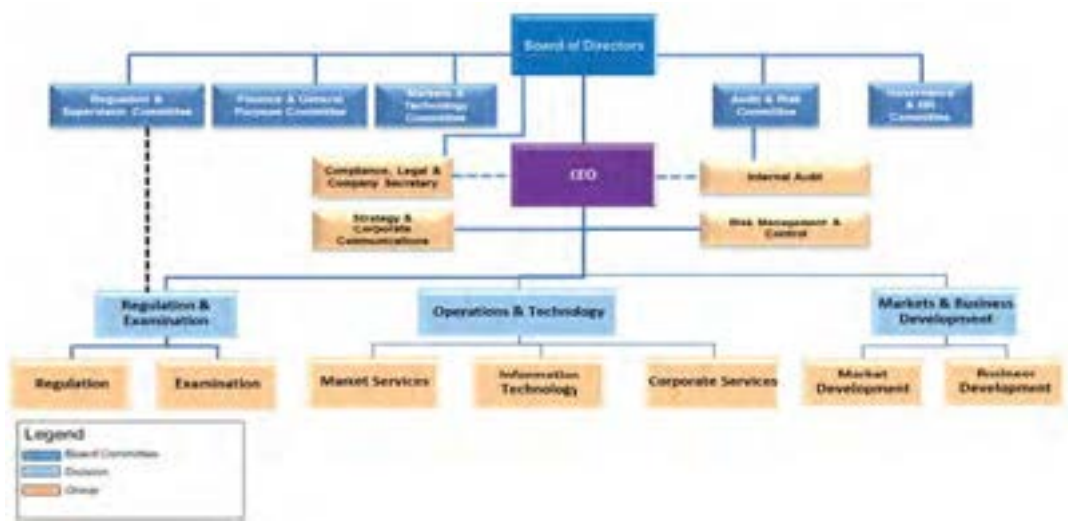 Board of Directors
Regulation &
Supervision Committee
Finance & General
Purpose Committee
Markets &
Technology
Committee
Audit & Risk
Committee
Governance
& HR
Committee
Compliance, Legal &
Company Secretary
CEO
Internal Audit
Strategy &
Corporate
Communications
Risk Management &
Control
Regulation &
Examination
Operations & Technology
Markets & Business
Development
Regulation
Examination
Market Services
Information
Technology
Corporate Services
Market
Development
Business
Development
Legend
Board Committee
Division
Group